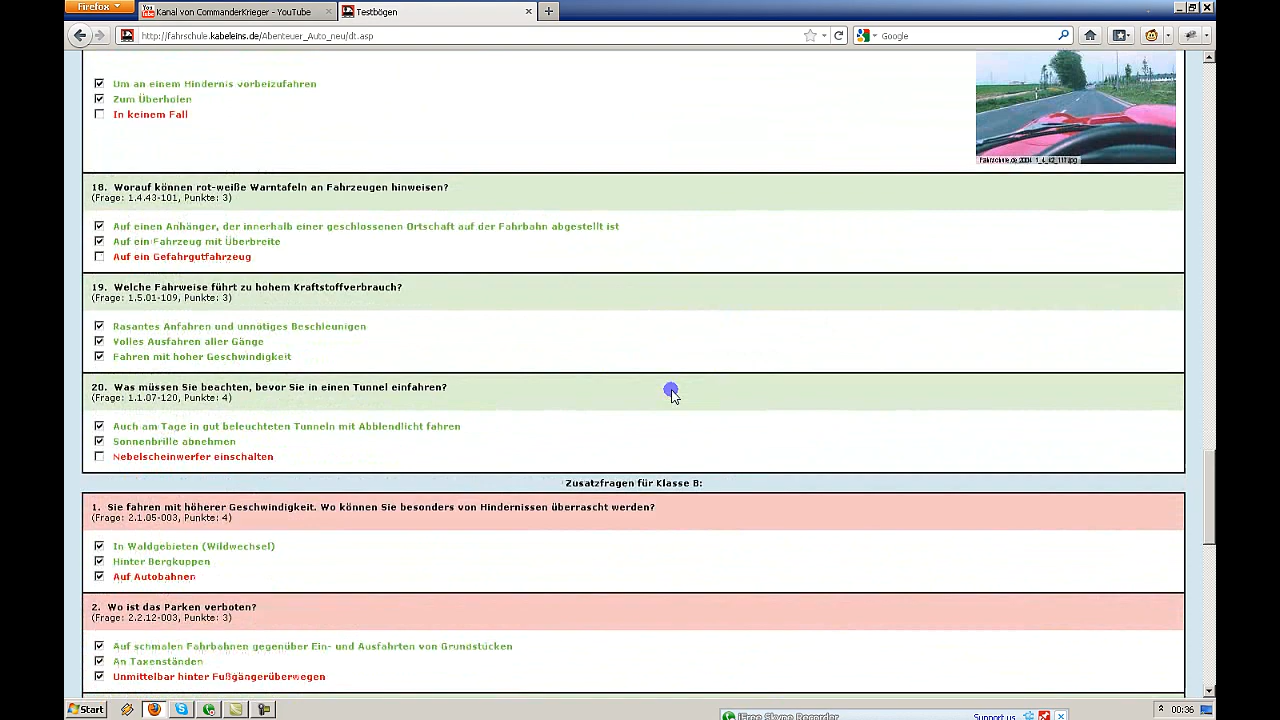 Firefox
Kanal von CommanderKrieger - YouTube
Testbögen
http://fahrschule.kabeleins.de/Abenteuer_Auto_neu/dt.asp
Google
Um an einem Hindernis vorbeizufahren
Zum Überholen
In keinem Fall
Fahrschule.de 2004 1_4_42_117.jpg
18. Worauf können rot-weiße Warntafeln an Fahrzeugen hinweisen?
(Frage: 1.4.43-101, Punkte: 3)
Auf einen Anhänger, der innerhalb einer geschlossenen Ortschaft auf der Fahrbahn abgestellt ist
Auf ein Fahrzeug mit Überbreite
Auf ein Gefahrgutfahrzeug
19. Welche Fahrweise führt zu hohem Kraftstoffverbrauch?
(Frage: 1.5.01-109, Punkte: 3)
Rasantes Anfahren und unnötiges Beschleunigen
Volles Ausfahren aller Gänge
Fahren mit hoher Geschwindigkeit
20. Was müssen Sie beachten, bevor Sie in einen Tunnel einfahren?
(Frage: 1.1.07-120, Punkte: 4)
Auch am Tage in gut beleuchteten Tunneln mit Abblendlicht fahren
Sonnenbrille abnehmen
Nebelscheinwerfer einschalten
Zusatzfragen für Klasse B:
1. Sie fahren mit höherer Geschwindigkeit. Wo können Sie besonders von Hindernissen überrascht werden?
(Frage: 2.1.05-003, Punkte: 4)
In Waldgebieten (Wildwechsel)
Hinter Bergkuppen
Auf Autobahnen
2. Wo ist das Parken verboten?
(Frage: 2.2.12-003, Punkte: 3)
Auf schmalen Fahrbahnen gegenüber Ein- und Ausfahrten von Grundstücken
An Taxenständen
Unmittelbar hinter Fußgängerüberwegen
Start
iFree Skype Recorder
Support us
00:36